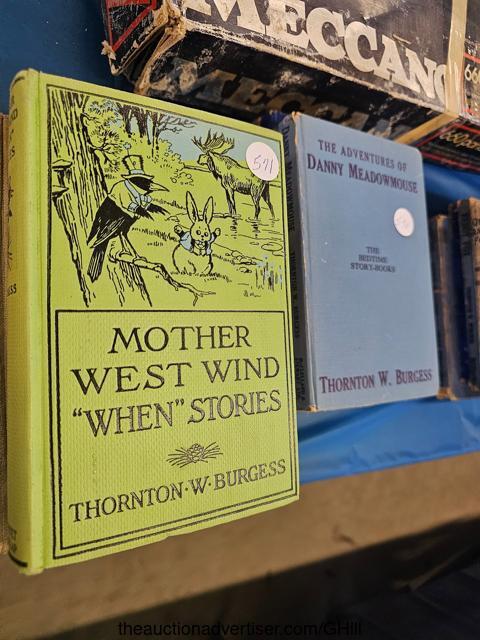 MECCANO
MOTHER
WEST WIND
"WHEN" STORIES
THORNTON·W·BURGESS
571
THE ADVENTURES OF
DANNY MEADOWMOUSE
THE
BEDTIME
STORY-BOOKS
THORNTON W. BURGESS
theauctionadvertiser.com/GHill